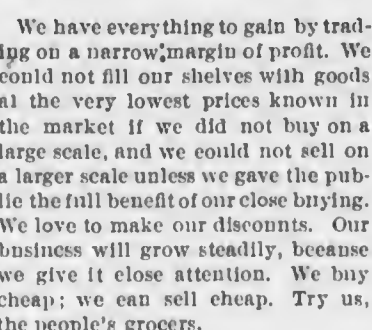 We have everything to gain by trad-
ing on a narrow margin of profit. We
could not fill our shelves with goods
at the very lowest prices known in
the market if we did not buy on a
large scale, and we could not sell on
a larger scale unless we gave the pub-
lic the full benefit of our close buying.
We love to make our discounts. Our
business will grow steadily, because
we give it close attention. We buy
cheap; we can sell cheap. Try us,
the people's grocers.